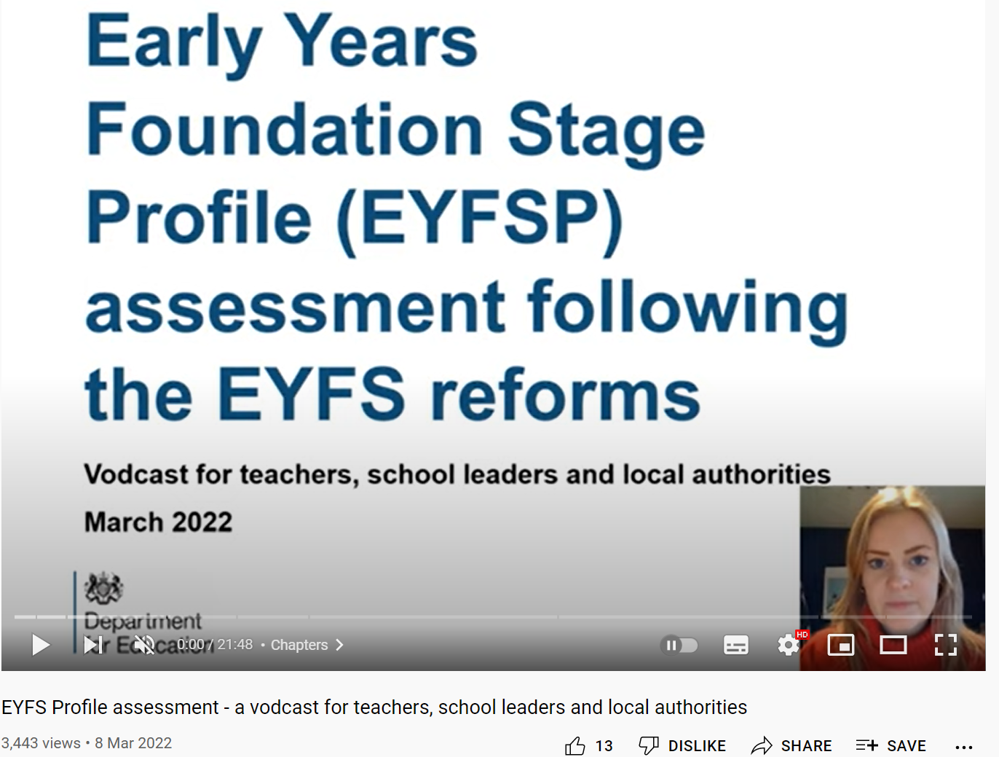 Early Years
Foundation Stage
Profile (EYFSP)
assessment following
the EYFS reforms
Vodcast for teachers, school leaders and local authorities
March 2022
Department
for Education
0:00 / 21:48 • Chapters
HD
EYFS Profile assessment - a vodcast for teachers, school leaders and local authorities
3,443 views • 8 Mar 2022
13 DISLIKE SHARE SAVE